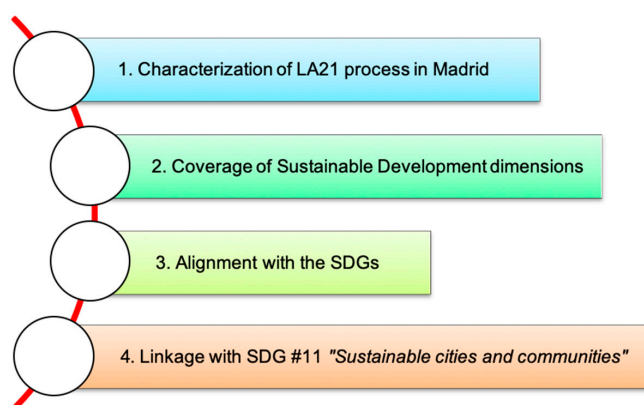 1. Characterization of LA21 process in Madrid
2. Coverage of Sustainable Development dimensions
3. Alignment with the SDGs
4. Linkage with SDG #11 "Sustainable cities and communities"